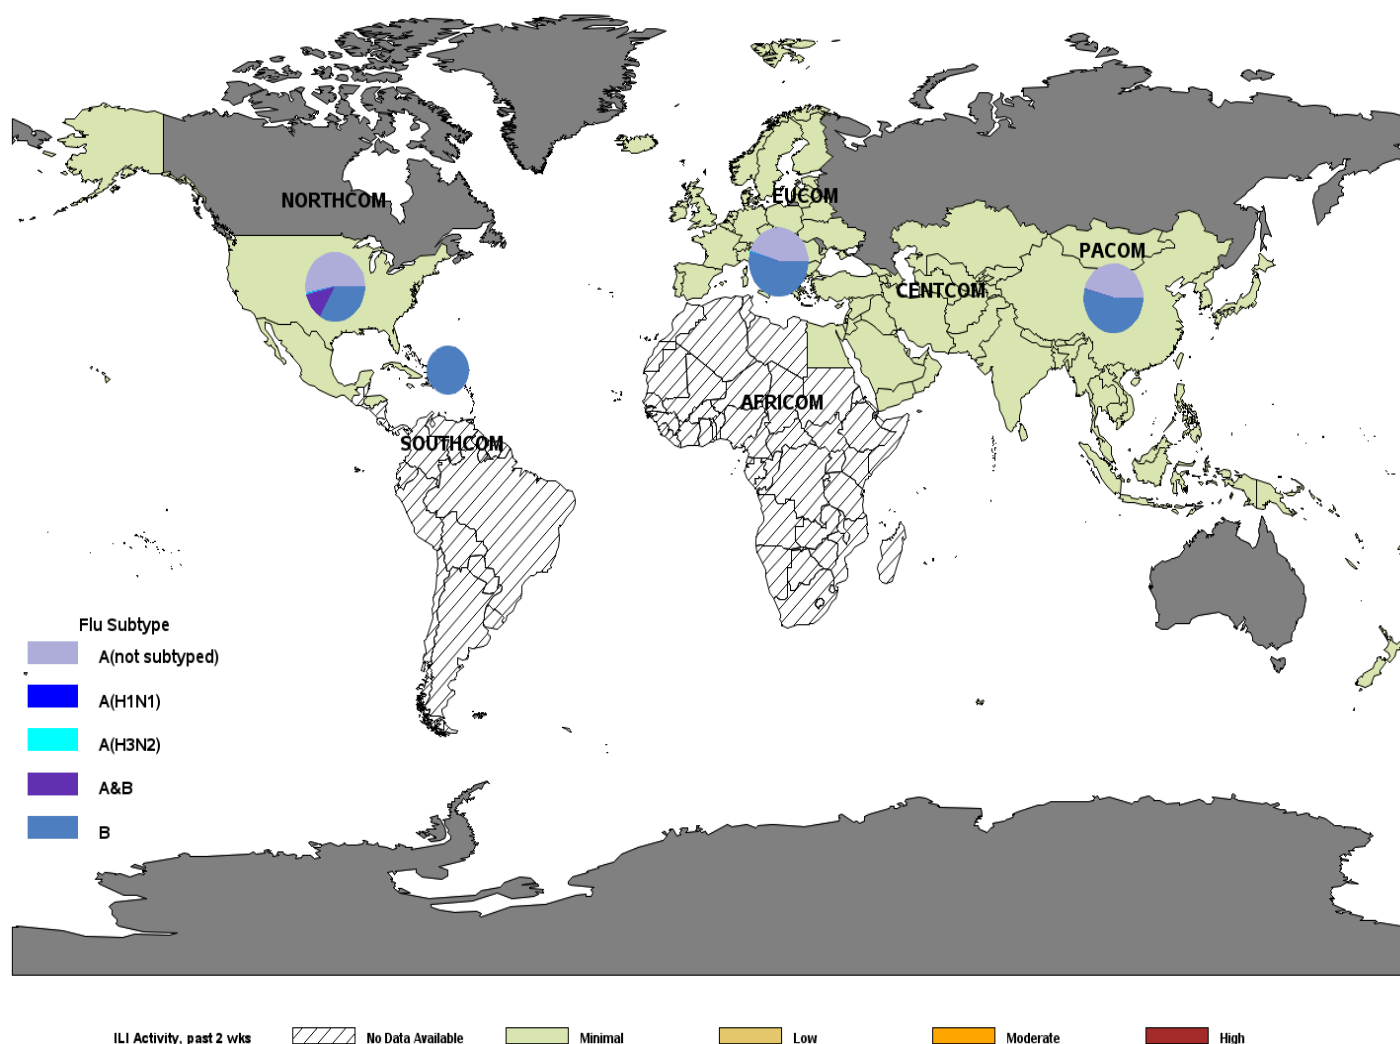 NORTHCOM
EUCOM
PACOM
CENTCOM
AFRICOM
SOUTHCOM
Flu Subtype
A(not subtyped)
A(H1N1)
A(H3N2)
A&B
B
ILI Activity, past 2 wks No Data Available Minimal Low Moderate High